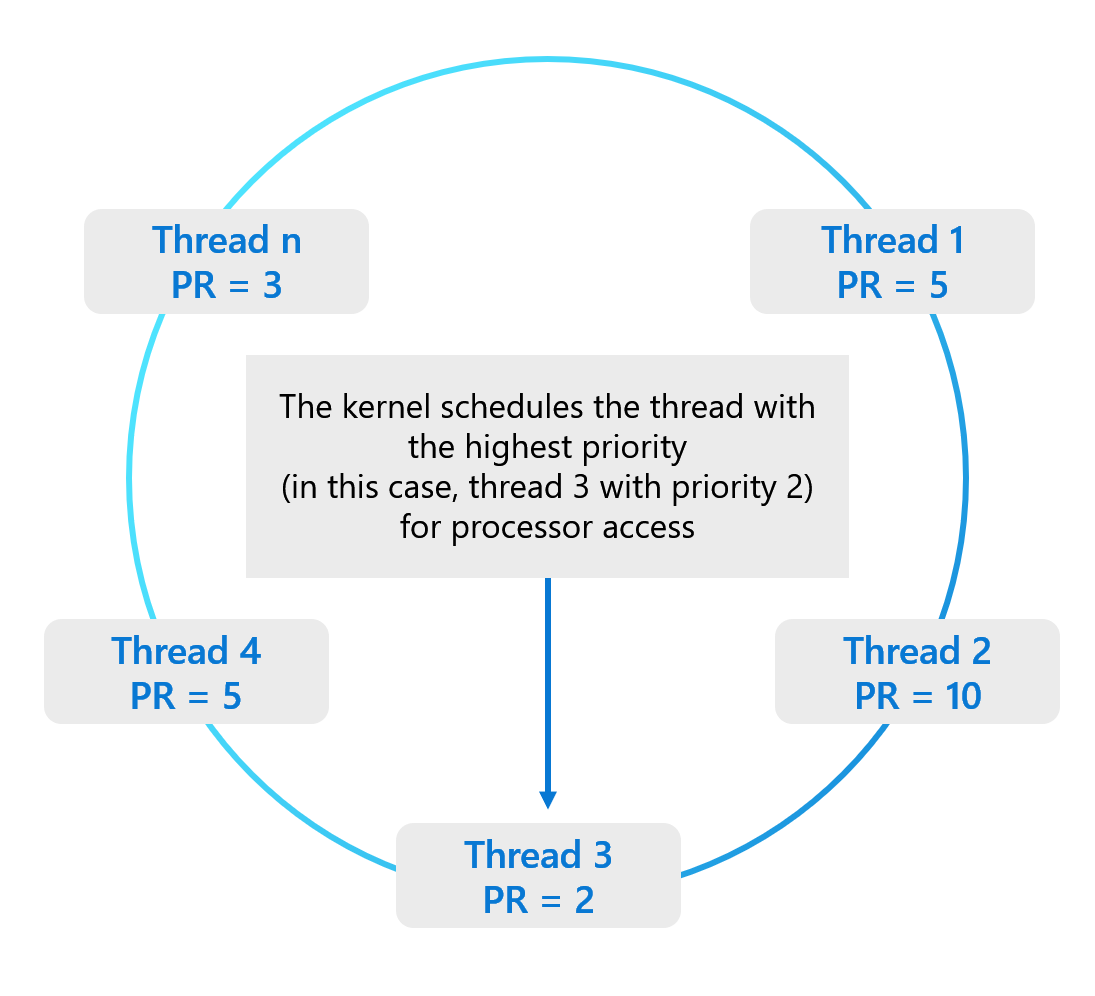 Thread n
PR = 3
Thread 1
PR = 5
The kernel schedules the thread with
the highest priority
(in this case, thread 3 with priority 2)
for processor access
Thread 4
PR = 5
Thread 2
PR = 10
Thread 3
PR = 2